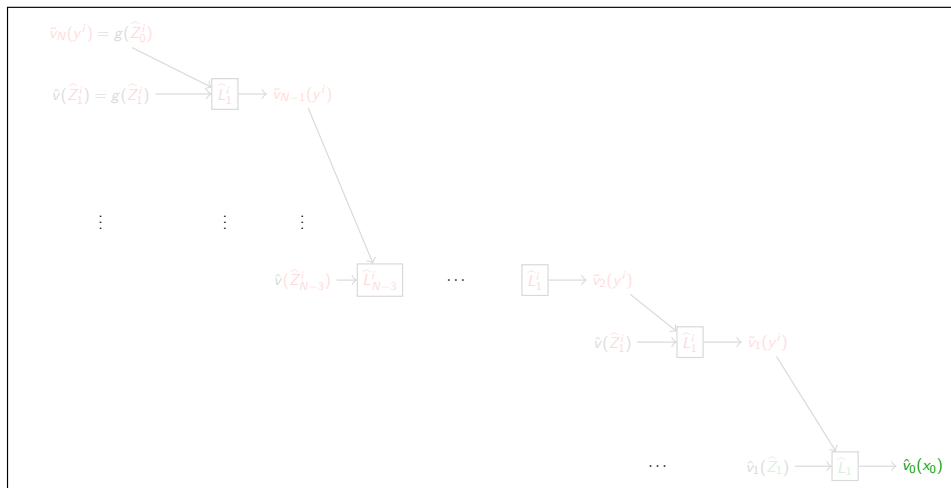 ṽ_N(y^i) = g(Ẑ_0^i)
v̂(Ẑ_1^i) = g(Ẑ_1^i) L̂_1^i ṽ_{N−1}(y^i)
⋮ ⋮ ⋮
v̂(Ẑ_{N−3}^i) L̂_{N−3}^i ⋯ L̂_1^i ṽ_2(y^i)
v̂(Ẑ_1^i) L̂_1^i ṽ_1(y^i)
⋯ v̂_1(Ẑ_1) L̂_1 v̂_0(x_0)